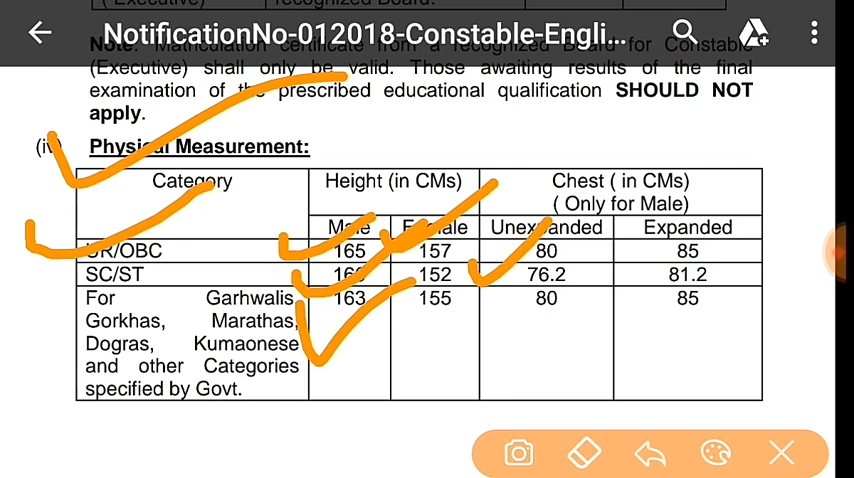 ( Executive) recognized Board.
NotificationNo-012018-Constable-Engli...
Note: Matriculation certificate from a recognized Board for Constable
(Executive) shall only be valid. Those awaiting results of the final
examination of the prescribed educational qualification SHOULD NOT
apply.
(iv) Physical Measurement:
Category Height (in CMs) Chest ( in CMs)
( Only for Male)
Male Female Unexpanded Expanded
UR/OBC 165 157 80 85
SC/ST 152 76.2 81.2
For Garhwalis 163 155 80 85
Gorkhas, Marathas,
Dogras, Kumaonese
and other Categories
specified by Govt.